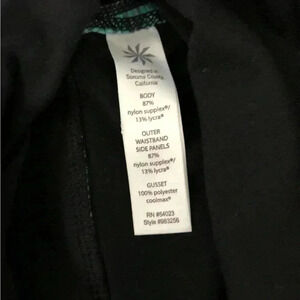 Designed in
Sonoma County,
California
BODY
87%
nylon supplex®/
13% lycra®
OUTER
WAISTBAND
SIDE PANELS
87%
nylon supplex®/
13% lycra®
GUSSET
100% polyester
coolmax®
RN #54023
Style #983256